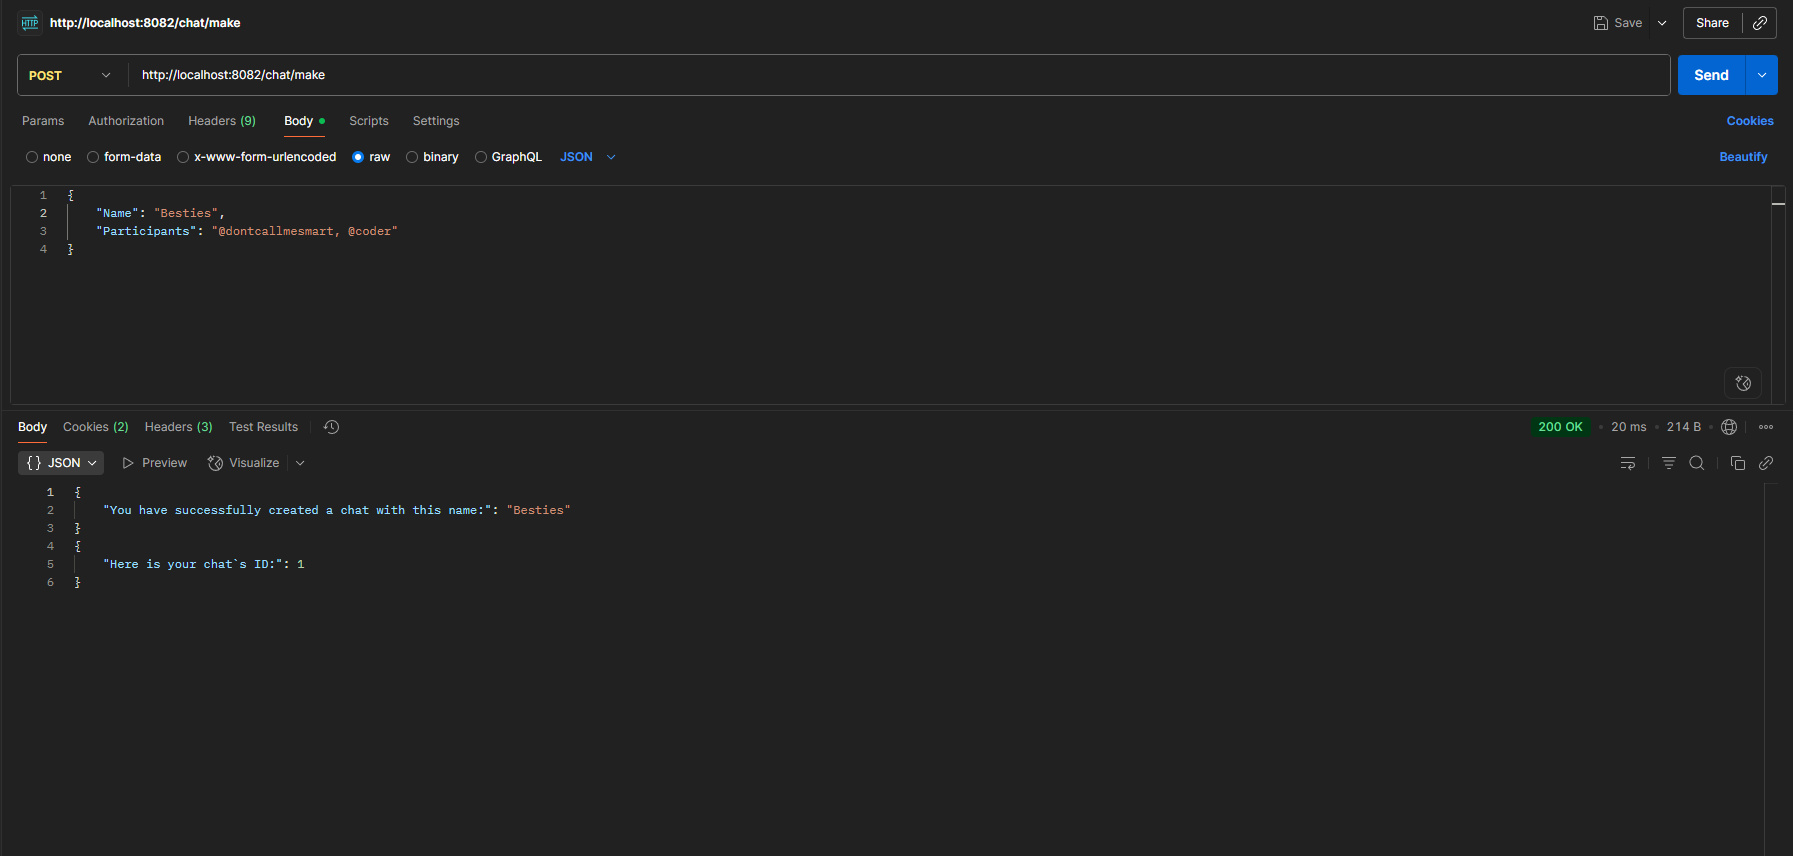 HTTP http://localhost:8082/chat/make Save Share
POST http://localhost:8082/chat/make Send
Params Authorization Headers (9) Body Scripts Settings Cookies
none form-data x-www-form-urlencoded raw binary GraphQL JSON Beautify
1 {
2 "Name": "Besties",
3 "Participants": "@dontcallmesmart, @coder"
4 }
Body Cookies (2) Headers (3) Test Results 200 OK 20 ms 214 B
{} JSON Preview Visualize
1 {
2 "You have successfully created a chat with this name:": "Besties"
3 }
4 {
5 "Here is your chat`s ID:": 1
6 }